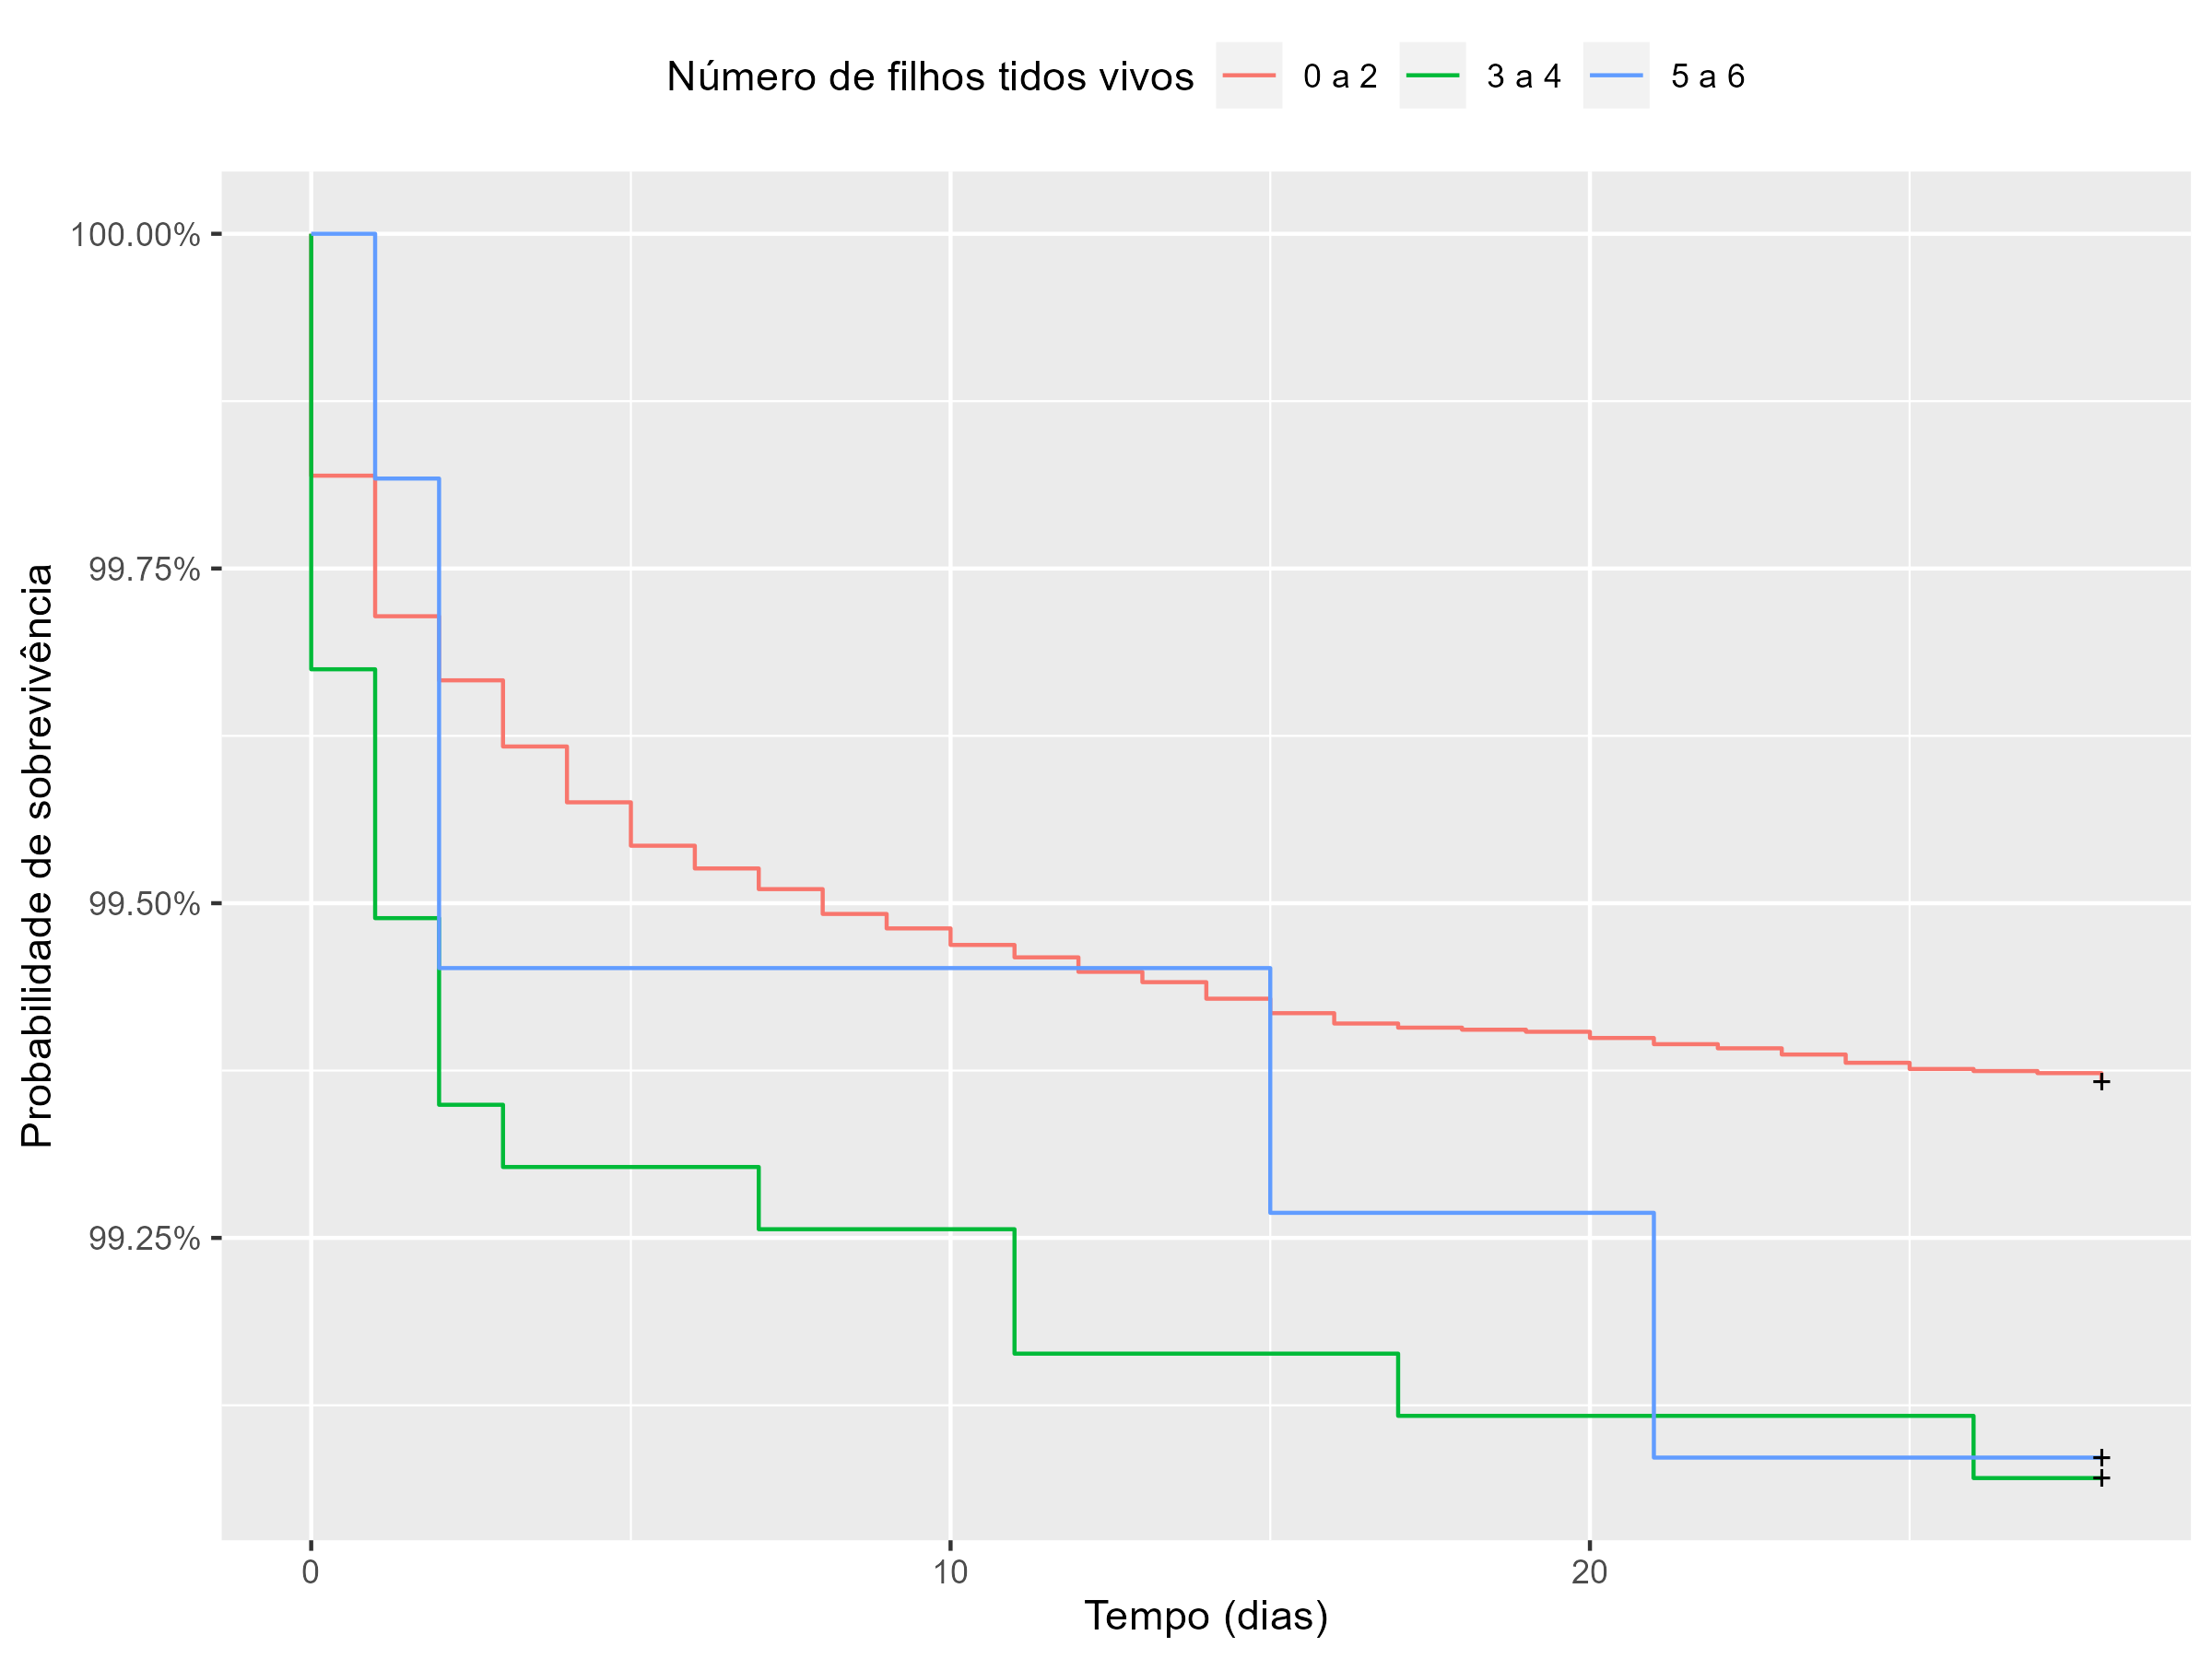 Número de filhos tidos vivos 0 a 2 3 a 4 5 a 6
100.00%
99.75%
99.50%
99.25%
Probabilidade de sobrevivência
0 10 20
Tempo (dias)